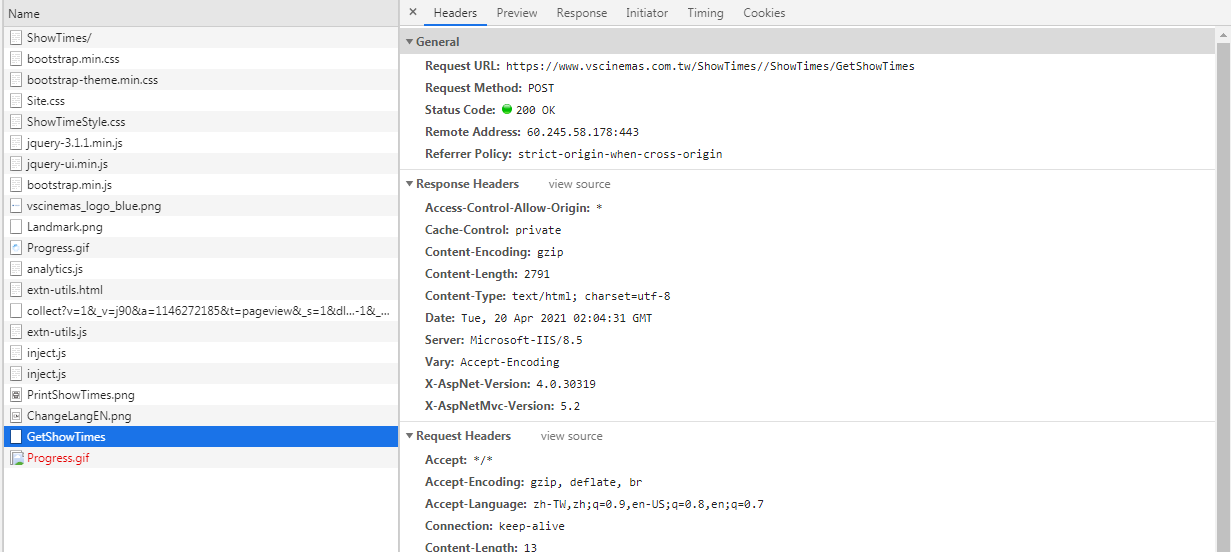 Name
ShowTimes/
bootstrap.min.css
bootstrap-theme.min.css
Site.css
ShowTimeStyle.css
jquery-3.1.1.min.js
jquery-ui.min.js
bootstrap.min.js
vscinemas_logo_blue.png
Landmark.png
Progress.gif
analytics.js
extn-utils.html
collect?v=1&_v=j90&a=1146272185&t=pageview&_s=1&dl...-1&_...
extn-utils.js
inject.js
inject.js
PrintShowTimes.png
ChangeLangEN.png
GetShowTimes
Progress.gif
× Headers Preview Response Initiator Timing Cookies
General
Request URL: https://www.vscinemas.com.tw/ShowTimes//ShowTimes/GetShowTimes
Request Method: POST
Status Code: 200 OK
Remote Address: 60.245.58.178:443
Referrer Policy: strict-origin-when-cross-origin
Response Headers view source
Access-Control-Allow-Origin: *
Cache-Control: private
Content-Encoding: gzip
Content-Length: 2791
Content-Type: text/html; charset=utf-8
Date: Tue, 20 Apr 2021 02:04:31 GMT
Server: Microsoft-IIS/8.5
Vary: Accept-Encoding
X-AspNet-Version: 4.0.30319
X-AspNetMvc-Version: 5.2
Request Headers view source
Accept: */*
Accept-Encoding: gzip, deflate, br
Accept-Language: zh-TW,zh;q=0.9,en-US;q=0.8,en;q=0.7
Connection: keep-alive
Content-Length: 13